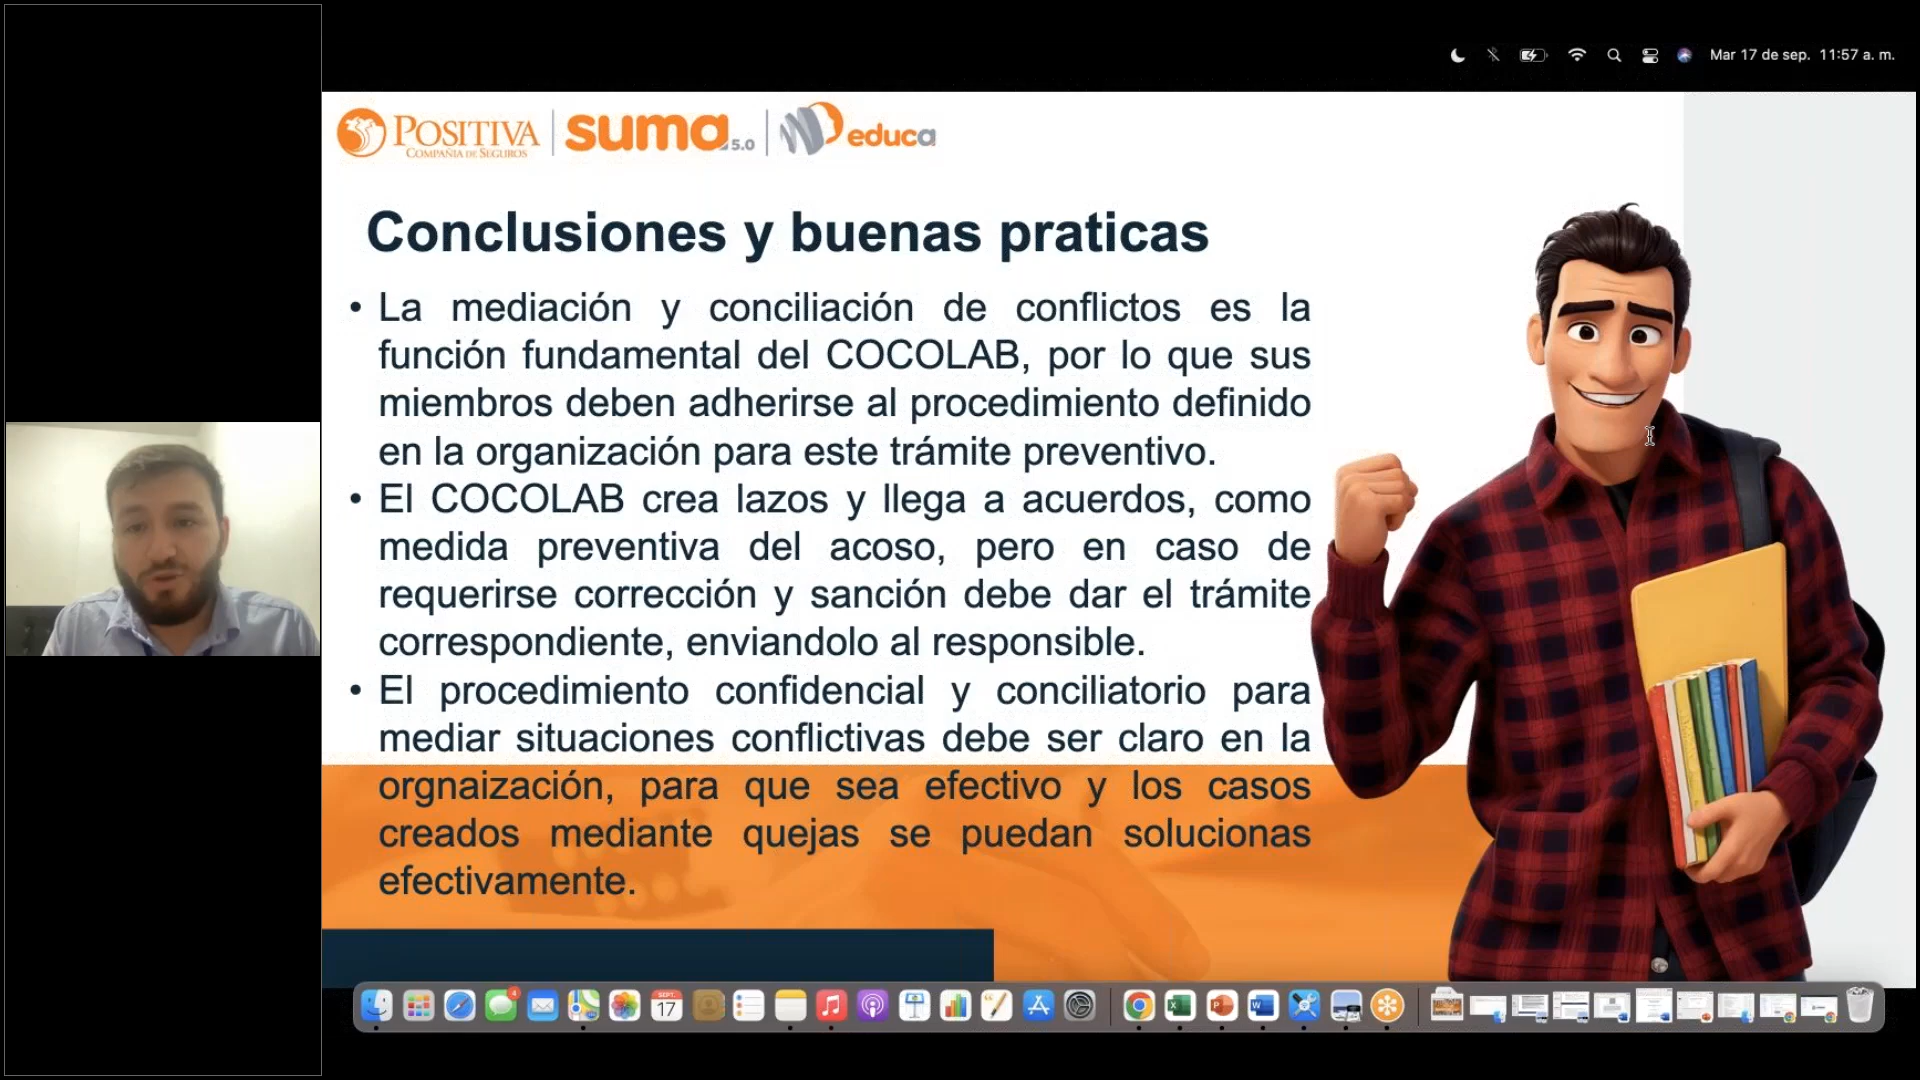 Mar 17 de sep. 11:57 a. m.
POSITIVA
COMPAÑIA DE SEGUROS
suma 5.0
educa
Conclusiones y buenas praticas
• La mediación y conciliación de conflictos es la
función fundamental del COCOLAB, por lo que sus
miembros deben adherirse al procedimiento definido
en la organización para este trámite preventivo.
• El COCOLAB crea lazos y llega a acuerdos, como
medida preventiva del acoso, pero en caso de
requerirse corrección y sanción debe dar el trámite
correspondiente, enviandolo al responsible.
• El procedimiento confidencial y conciliatorio para
mediar situaciones conflictivas debe ser claro en la
orgnaización, para que sea efectivo y los casos
creados mediante quejas se puedan solucionas
efectivamente.
4
SEPT.
17